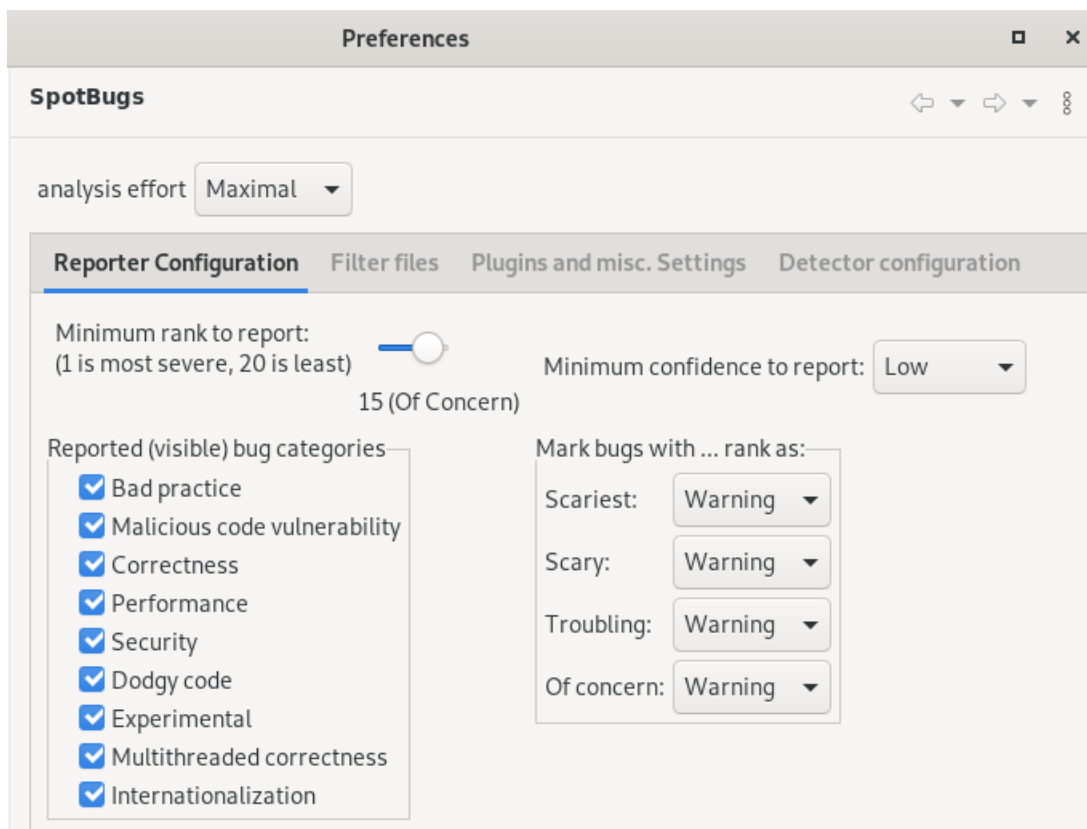 Preferences
SpotBugs
analysis effort Maximal
Reporter Configuration Filter files Plugins and misc. Settings Detector configuration
Minimum rank to report:
(1 is most severe, 20 is least)
15 (Of Concern)
Minimum confidence to report: Low
Reported (visible) bug categories
Bad practice
Malicious code vulnerability
Correctness
Performance
Security
Dodgy code
Experimental
Multithreaded correctness
Internationalization
Mark bugs with ... rank as:
Scariest: Warning
Scary: Warning
Troubling: Warning
Of concern: Warning